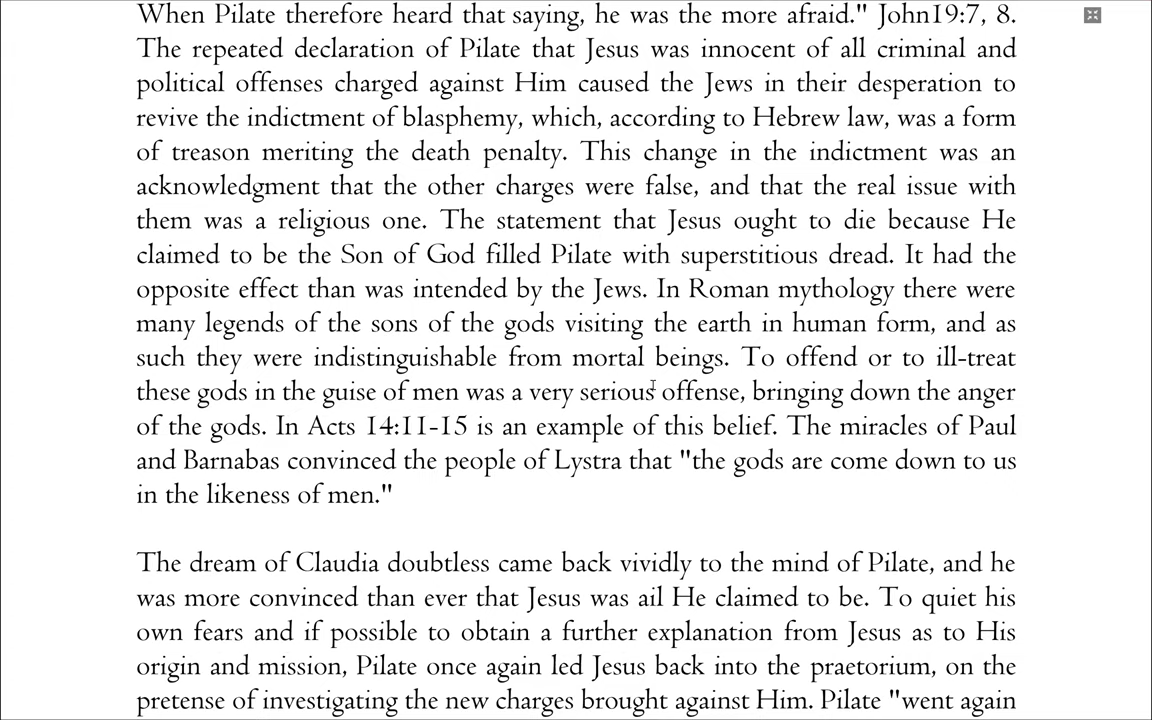 When Pilate therefore heard that saying, he was the more afraid." John19:7, 8.
The repeated declaration of Pilate that Jesus was innocent of all criminal and
political offenses charged against Him caused the Jews in their desperation to
revive the indictment of blasphemy, which, according to Hebrew law, was a form
of treason meriting the death penalty. This change in the indictment was an
acknowledgment that the other charges were false, and that the real issue with
them was a religious one. The statement that Jesus ought to die because He
claimed to be the Son of God filled Pilate with superstitious dread. It had the
opposite effect than was intended by the Jews. In Roman mythology there were
many legends of the sons of the gods visiting the earth in human form, and as
such they were indistinguishable from mortal beings. To offend or to ill-treat
these gods in the guise of men was a very serious offense, bringing down the anger
of the gods. In Acts 14:11-15 is an example of this belief. The miracles of Paul
and Barnabas convinced the people of Lystra that "the gods are come down to us
in the likeness of men."
The dream of Claudia doubtless came back vividly to the mind of Pilate, and he
was more convinced than ever that Jesus was ail He claimed to be. To quiet his
own fears and if possible to obtain a further explanation from Jesus as to His
origin and mission, Pilate once again led Jesus back into the praetorium, on the
pretense of investigating the new charges brought against Him. Pilate "went again